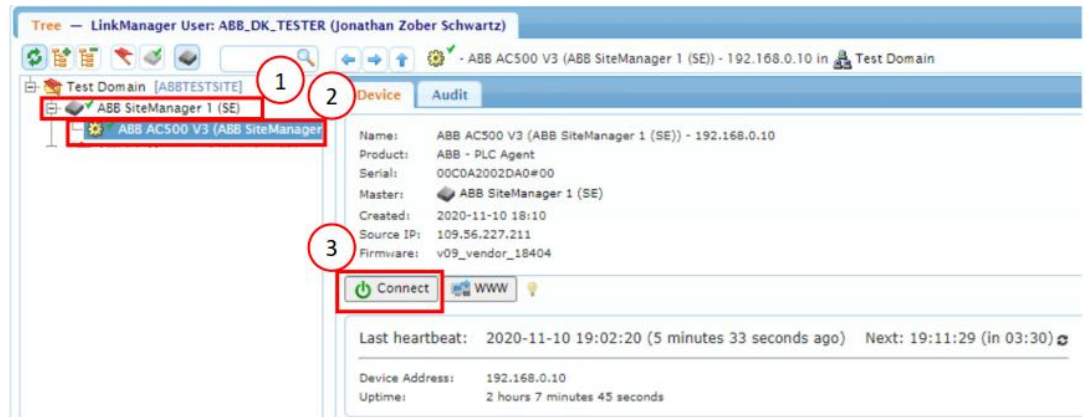 Tree — LinkManager User: ABB_DK_TESTER (Jonathan Zober Schwartz)
- ABB AC500 V3 (ABB SiteManager 1 (SE)) - 192.168.0.10 in Test Domain
Test Domain [ABBTESTSITE]
ABB SiteManager 1 (SE)
ABB AC500 V3 (ABB SiteManager
1
2
Device Audit
Name: ABB AC500 V3 (ABB SiteManager 1 (SE)) - 192.168.0.10
Product: ABB - PLC Agent
Serial: 00C0A2002DA0#00
Master: ABB SiteManager 1 (SE)
Created: 2020-11-10 18:10
Source IP: 109.56.227.211
Firmware: v09_vendor_18404
3
Connect WWW
Last heartbeat: 2020-11-10 19:02:20 (5 minutes 33 seconds ago) Next: 19:11:29 (in 03:30)
Device Address: 192.168.0.10
Uptime: 2 hours 7 minutes 45 seconds